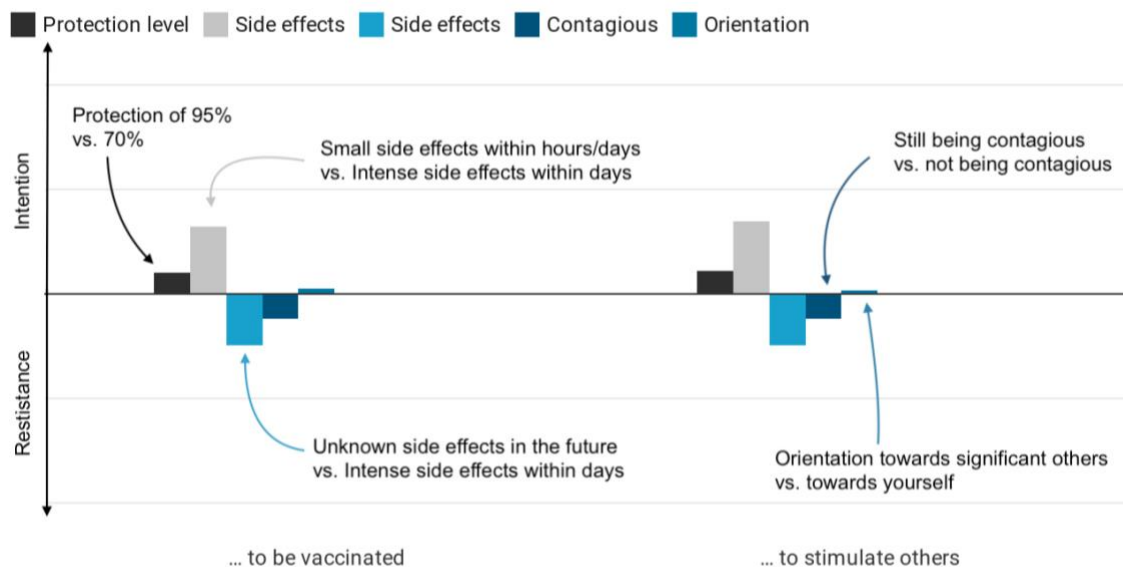 Protection level Side effects Side effects Contagious Orientation
Protection of 95%
vs. 70%
Small side effects within hours/days
vs. Intense side effects within days
Still being contagious
vs. not being contagious
Intention
Restistance
Unknown side effects in the future
vs. Intense side effects within days
Orientation towards significant others
vs. towards yourself
... to be vaccinated
... to stimulate others